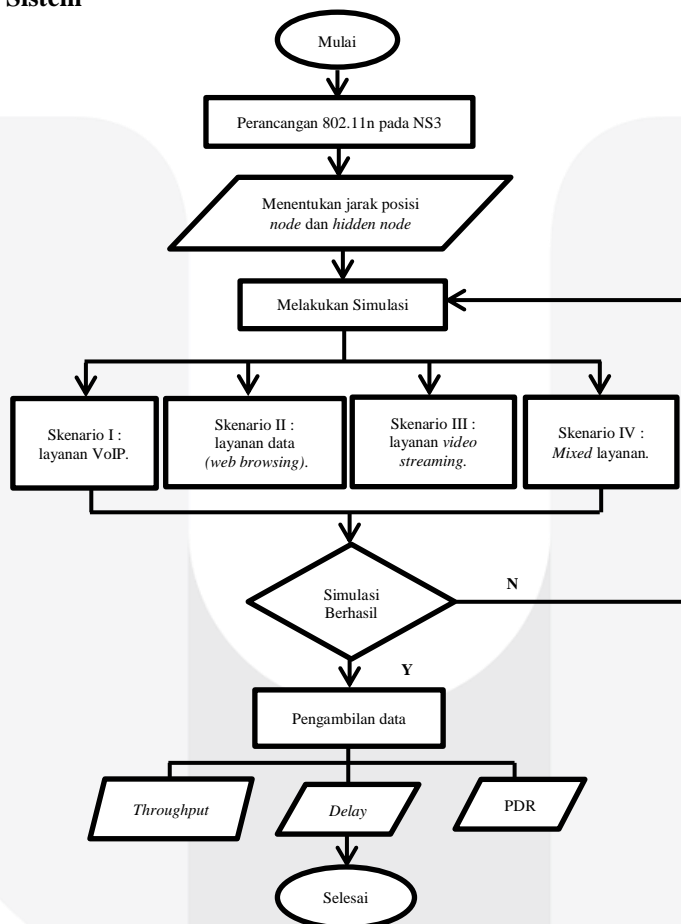 Sistem
Mulai
Perancangan 802.11n pada NS3
Menentukan jarak posisi
node dan hidden node
Melakukan Simulasi
Skenario I :
layanan VoIP.
Skenario II :
layanan data
(web browsing).
Skenario III :
layanan video
streaming.
Skenario IV :
Mixed layanan.
Simulasi
Berhasil
N
Y
Pengambilan data
Throughput
Delay
PDR
Selesai